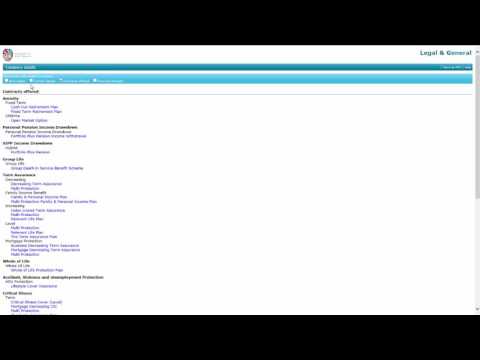 Legal & General
Company details
Contracts offered
Annuity
Fixed Term
Cash Out Retirement Plan
Fixed Term Retirement Plan
Lifetime
Open Market Option
Personal Pension Income Drawdown
Personal Pension Income Drawdown
Portfolio Plus Pension Income Withdrawal
SIPP Income Drawdown
Hybrid
Portfolio Plus Pension
Group Life
Group Life
Group Death in Service Benefit Scheme
Term Assurance
Decreasing
Decreasing Term Assurance
Multi Protection
Family Income Benefit
Family & Personal Income Plan
Multi Protection Family & Personal Income Plan
Increasing
Index Linked Term Assurance
Multi Protection
Relevant Life Plan
Level
Multi Protection
Relevant Life Plan
Term Assurance Plan
Mortgage Protection
Decreasing Term Assurance
Mortgage Decreasing Term Assurance
Multi Protection
Whole of Life
Whole of Life
Whole of Life Protection Plan
Accident, Sickness and Unemployment Protection
MPU Protection
Lifestyle Cover Insurance
Critical Illness
Term
Critical Illness Cover (Level)
Mortgage Decreasing CIC
Multi Protection